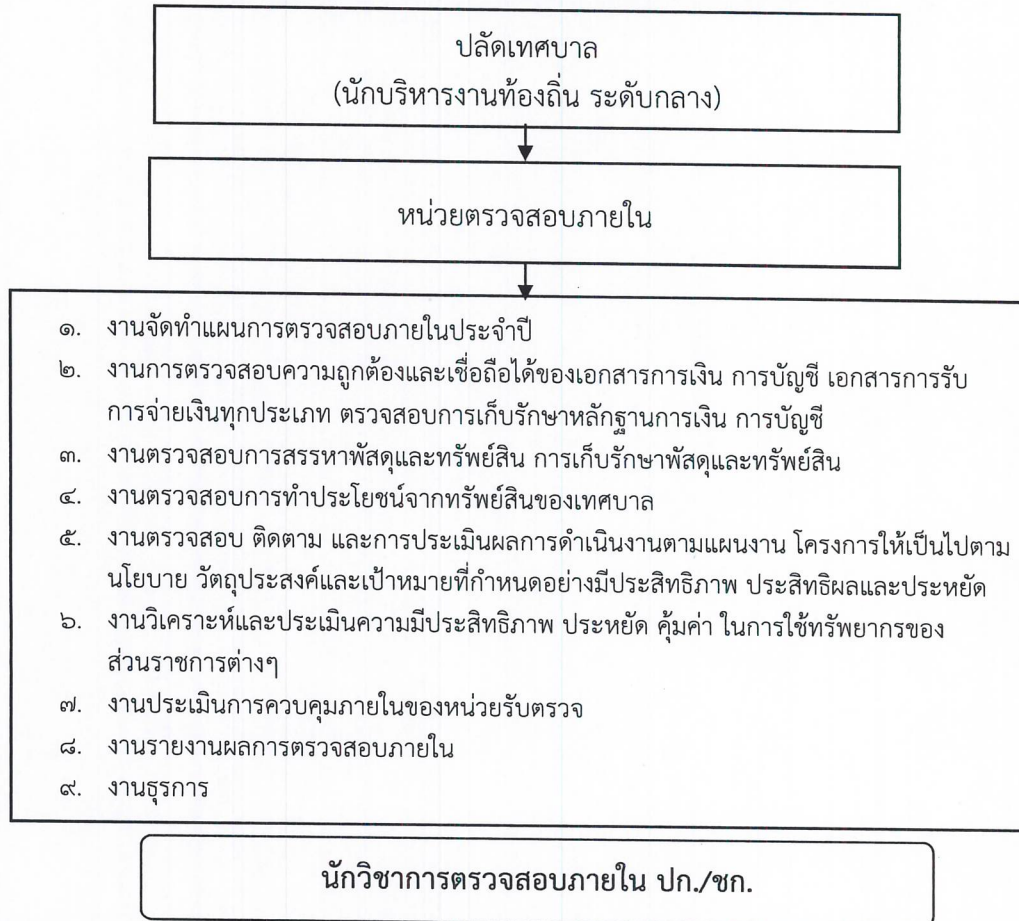 ปลัดเทศบาล
(นักบริหารงานท้องถิ่น ระดับกลาง)
หน่วยตรวจสอบภายใน
๑. งานจัดทำแผนการตรวจสอบภายในประจำปี
๒. งานการตรวจสอบความถูกต้องและเชื่อถือได้ของเอกสารการเงิน การบัญชี เอกสารการรับ
การจ่ายเงินทุกประเภท ตรวจสอบการเก็บรักษาหลักฐานการเงิน การบัญชี
๓. งานตรวจสอบการสรรหาพัสดุและทรัพย์สิน การเก็บรักษาพัสดุและทรัพย์สิน
๔. งานตรวจสอบการทำประโยชน์จากทรัพย์สินของเทศบาล
๕. งานตรวจสอบ ติดตาม และการประเมินผลการดำเนินงานตามแผนงาน โครงการให้เป็นไปตาม
นโยบาย วัตถุประสงค์และเป้าหมายที่กำหนดอย่างมีประสิทธิภาพ ประสิทธิผลและประหยัด
๖. งานวิเคราะห์และประเมินความมีประสิทธิภาพ ประหยัด คุ้มค่า ในการใช้ทรัพยากรของ
ส่วนราชการต่างๆ
๗. งานประเมินการควบคุมภายในของหน่วยรับตรวจ
๘. งานรายงานผลการตรวจสอบภายใน
๙. งานธุรการ
นักวิชาการตรวจสอบภายใน ปก./ชก.